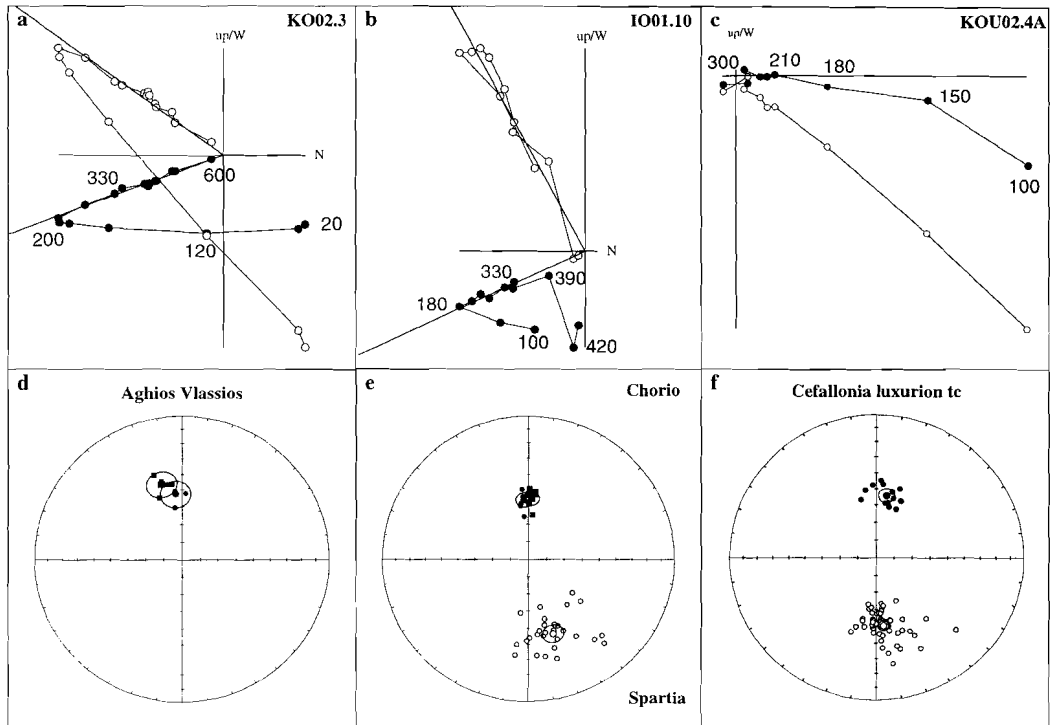 a KO02.3
up/W
N
330
600
200
120
20
b IO01.10
up/W
N
330
390
180
100
420
c KOU02.4A
up/W
300
210
180
150
100
d Aghios Vlassios
e Chorio
Spartia
f Cefallonia luxurion tc